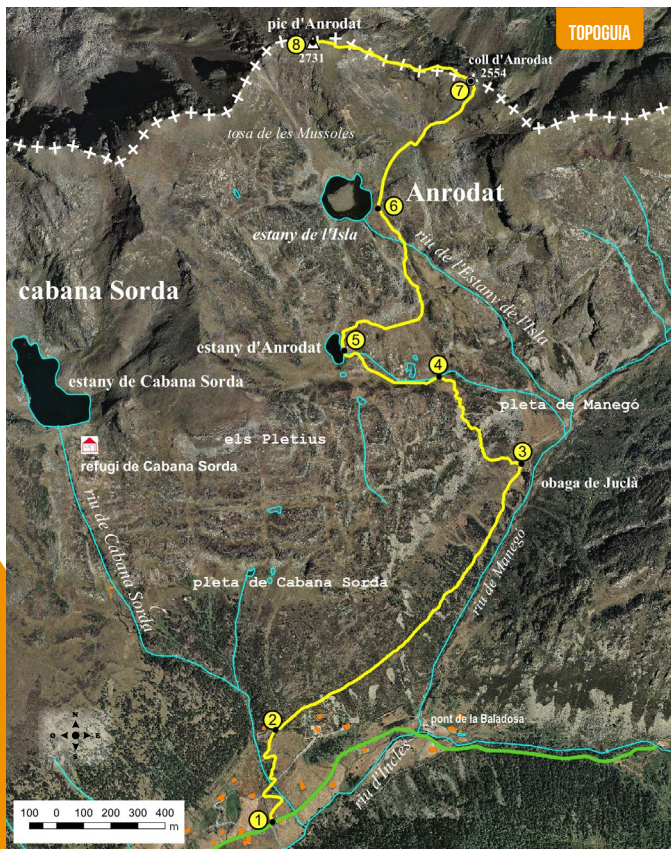 TOPOGUIA
pic d'Anrodat
8
2731
coll d'Anrodat
2554
7
tosa de les Mussoles
Anrodat
6
estany de l'Isla
riu de l'Estany de l'Isla
cabana Sorda
5
estany d'Anrodat
4
estany de Cabana Sorda
pleta de Manegó
els Pletius
3
refugi de Cabana Sorda
obaga de Juclà
riu de Cabana Sorda
riu de Manegó
pleta de Cabana Sorda
2
pont de la Baladosa
N
O E
S
riu d'Incles
100 0 100 200 300 400
m
1